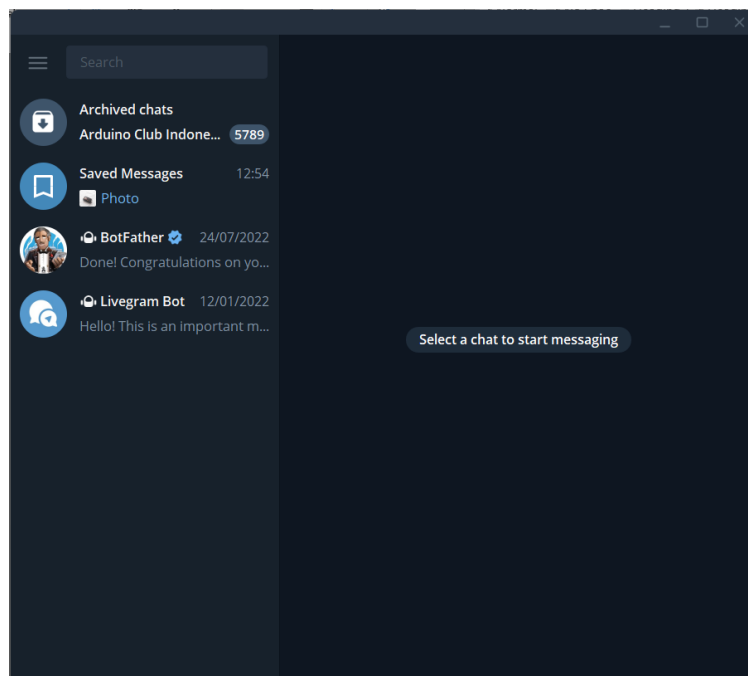 Search
Archived chats
Arduino Club Indone... 5789
Saved Messages 12:54
Photo
BotFather 24/07/2022
Done! Congratulations on yo...
Livegram Bot 12/01/2022
Hello! This is an important m...
Select a chat to start messaging